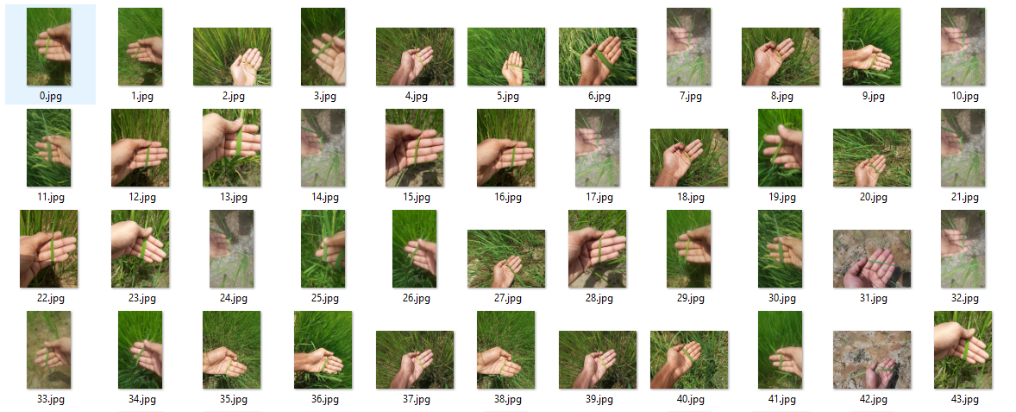 0.jpg 1.jpg 2.jpg 3.jpg 4.jpg 5.jpg 6.jpg 7.jpg 8.jpg 9.jpg 10.jpg
11.jpg 12.jpg 13.jpg 14.jpg 15.jpg 16.jpg 17.jpg 18.jpg 19.jpg 20.jpg 21.jpg
22.jpg 23.jpg 24.jpg 25.jpg 26.jpg 27.jpg 28.jpg 29.jpg 30.jpg 31.jpg 32.jpg
33.jpg 34.jpg 35.jpg 36.jpg 37.jpg 38.jpg 39.jpg 40.jpg 41.jpg 42.jpg 43.jpg